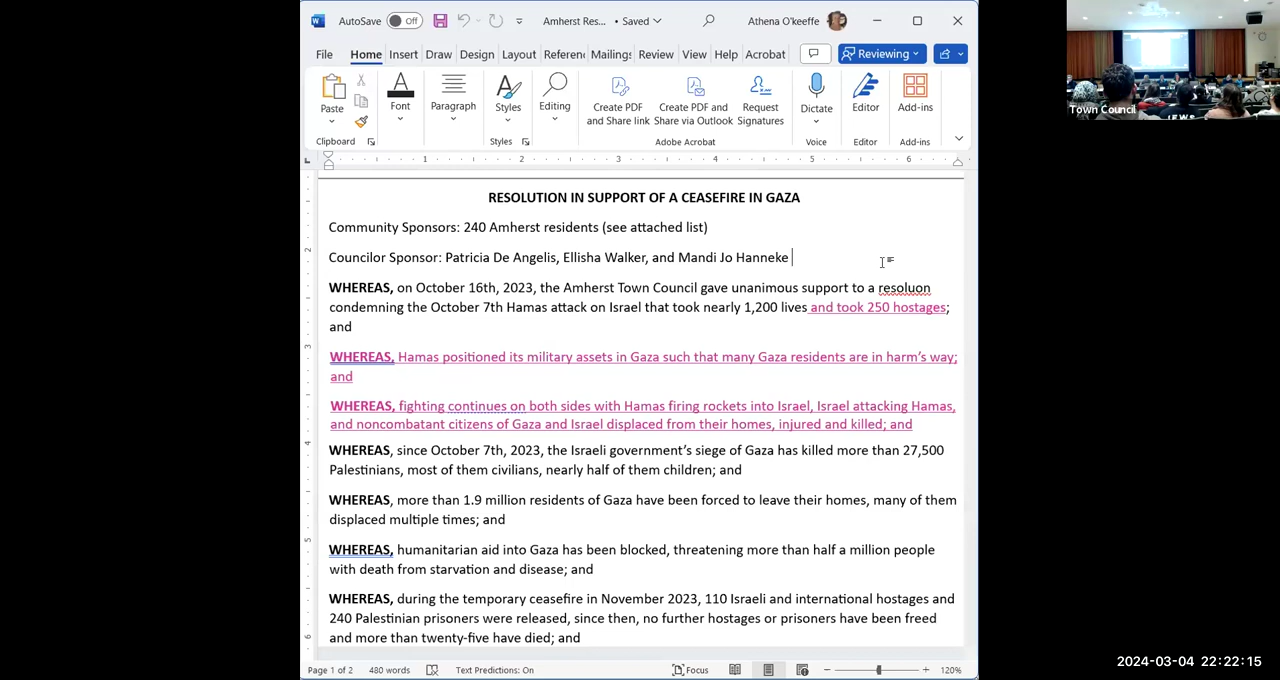 AutoSave Off Amherst Res... • Saved Athena O'keeffe
File Home Insert Draw Design Layout Referenc Mailings Review View Help Acrobat Reviewing
Paste Font Paragraph Styles Editing Create PDF and Share link Create PDF and Share via Outlook Request Signatures Dictate Editor Add-ins
Clipboard Styles Adobe Acrobat Voice Editor Add-ins
1 2 3 4 5 6
RESOLUTION IN SUPPORT OF A CEASEFIRE IN GAZA
Community Sponsors: 240 Amherst residents (see attached list)
Councilor Sponsor: Patricia De Angelis, Ellisha Walker, and Mandi Jo Hanneke
WHEREAS, on October 16th, 2023, the Amherst Town Council gave unanimous support to a resoluon
condemning the October 7th Hamas attack on Israel that took nearly 1,200 lives and took 250 hostages;
and
WHEREAS, Hamas positioned its military assets in Gaza such that many Gaza residents are in harm's way;
and
WHEREAS, fighting continues on both sides with Hamas firing rockets into Israel, Israel attacking Hamas,
and noncombatant citizens of Gaza and Israel displaced from their homes, injured and killed; and
WHEREAS, since October 7th, 2023, the Israeli government's siege of Gaza has killed more than 27,500
Palestinians, most of them civilians, nearly half of them children; and
WHEREAS, more than 1.9 million residents of Gaza have been forced to leave their homes, many of them
displaced multiple times; and
WHEREAS, humanitarian aid into Gaza has been blocked, threatening more than half a million people
with death from starvation and disease; and
WHEREAS, during the temporary ceasefire in November 2023, 110 Israeli and international hostages and
240 Palestinian prisoners were released, since then, no further hostages or prisoners have been freed
and more than twenty-five have died; and
Page 1 of 2 480 words Text Predictions: On Focus 120%
Town Council
2024-03-04 22:22:15